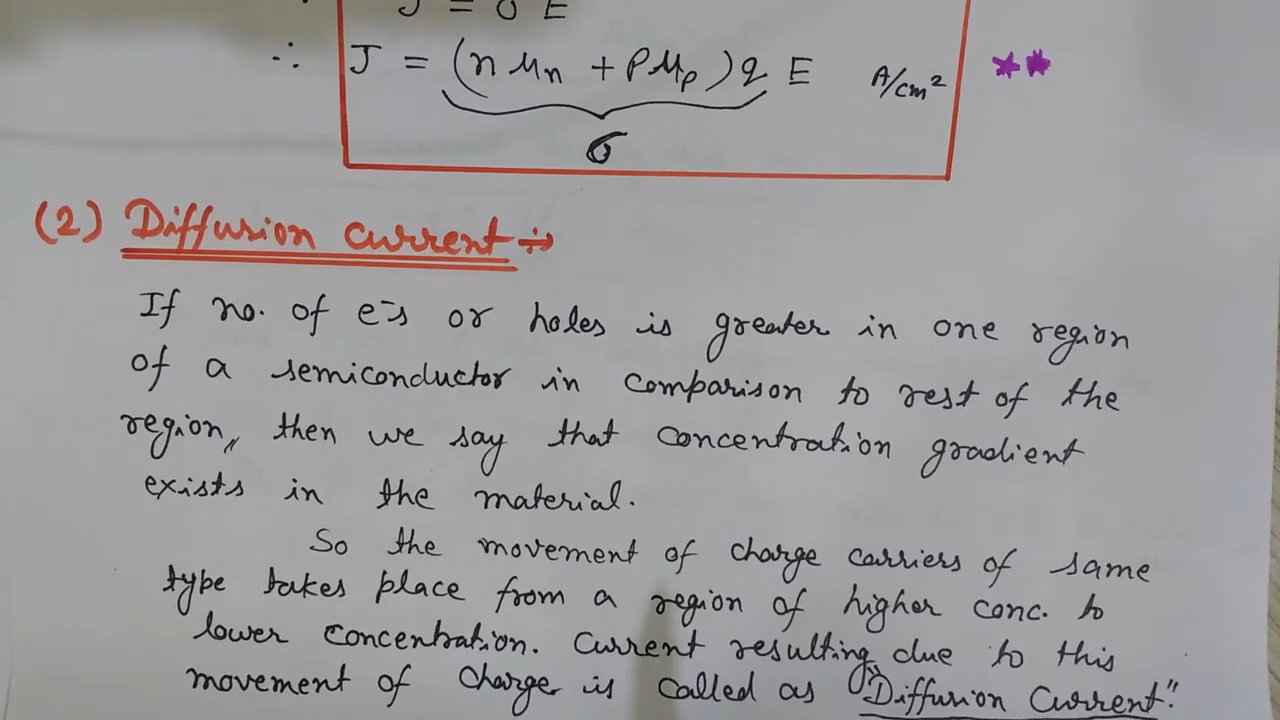 J = σ E
∴ J = (n μn + p μp) q E A/cm²
σ
(2) Diffusion current :→
If no. of e⁻s or holes is greater in one region
of a semiconductor in comparison to rest of the
region,, then we say that concentration gradient
exists in the material.
So the movement of charge carriers of same
type takes place from a region of higher conc. to
lower concentration. Current resulting due to this
movement of charge is called as "Diffusion Current".